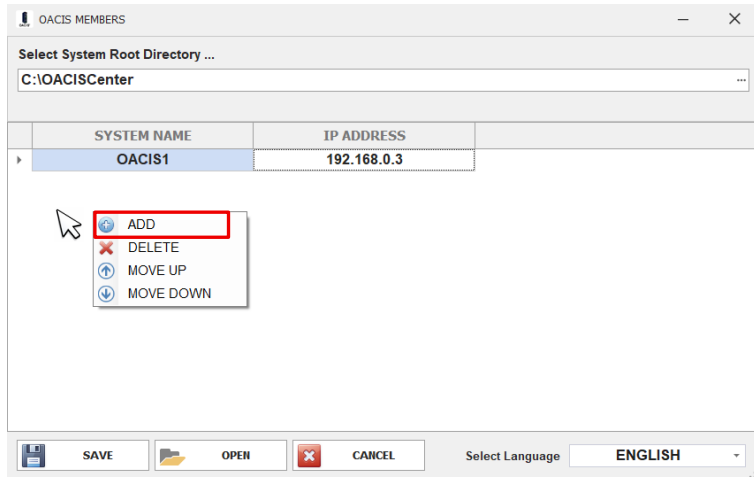 OACIS MEMBERS
Select System Root Directory ...
C:\OACISCenter
...
SYSTEM NAME IP ADDRESS
OACIS1 192.168.0.3
ADD
DELETE
MOVE UP
MOVE DOWN
SAVE OPEN CANCEL Select Language ENGLISH